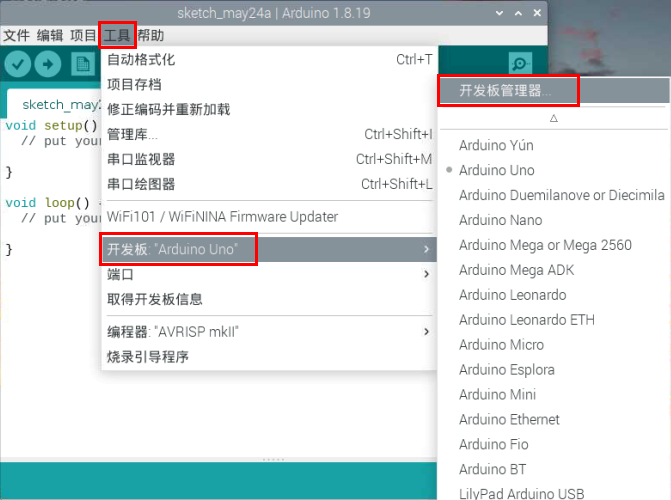 sketch_may24a | Arduino 1.8.19
文件 编辑 项目 工具 帮助
sketch_may2
void setup()
// put your
}
void loop() {
// put your
}
自动格式化 Ctrl+T
项目存档
修正编码并重新加载
管理库... Ctrl+Shift+I
串口监视器 Ctrl+Shift+M
串口绘图器 Ctrl+Shift+L
WiFi101 / WiFiNINA Firmware Updater
开发板: "Arduino Uno"
端口
取得开发板信息
编程器: "AVRISP mkII"
烧录引导程序
开发板管理器...
Arduino Yún
Arduino Uno
Arduino Duemilanove or Diecimila
Arduino Nano
Arduino Mega or Mega 2560
Arduino Mega ADK
Arduino Leonardo
Arduino Leonardo ETH
Arduino Micro
Arduino Esplora
Arduino Mini
Arduino Ethernet
Arduino Fio
Arduino BT
LilyPad Arduino USB